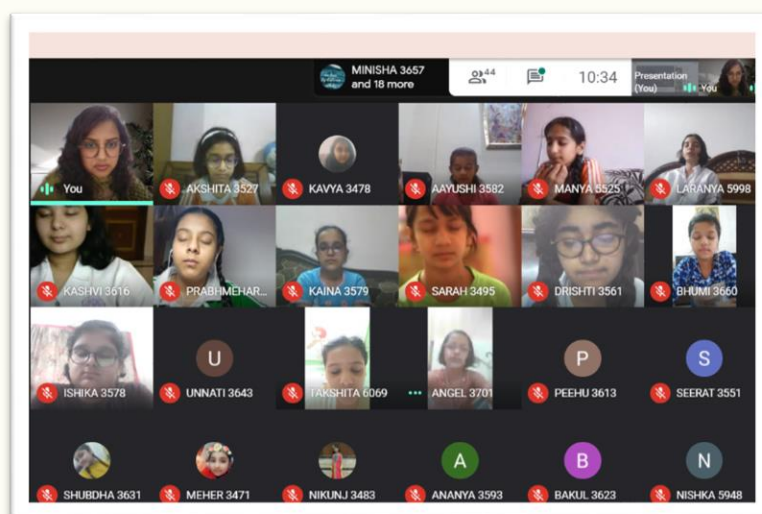 MINISHA 3657
and 18 more
44
10:34
Presentation
(You)
You
You
AKSHITA 3527
KAVYA 3478
AAYUSHI 3582
MANYA 5525
LARANYA 5998
KASHVI 3616
PRABHMEHAR...
KAINA 3579
SARAH 3495
DRISHTI 3561
BHUMI 3660
ISHIKA 3578
U
UNNATI 3643
TAKSHITA 6069
ANGEL 3701
P
PEEHU 3613
S
SEERAT 3551
SHUBDHA 3631
MEHER 3471
NIKUNJ 3483
A
ANANYA 3593
B
BAKUL 3623
N
NISHKA 5948